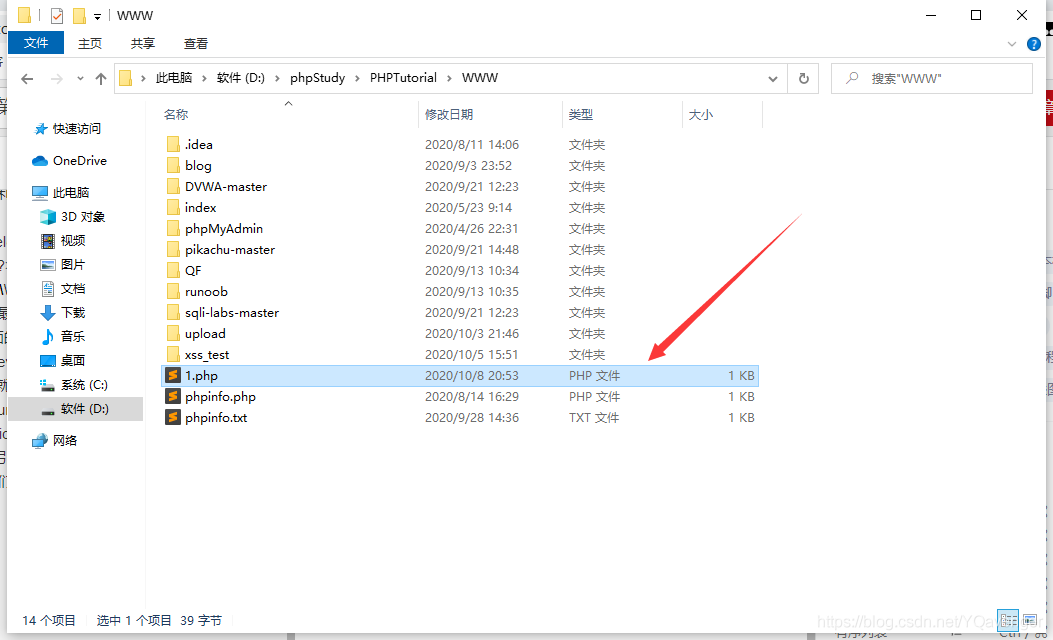 WWW
文件 主页 共享 查看
此电脑 软件 (D:) phpStudy PHPTutorial WWW 搜索"WWW"
名称 修改日期 类型 大小
快速访问
OneDrive
此电脑
3D 对象
视频
图片
文档
下载
音乐
桌面
系统 (C:)
软件 (D:)
网络
.idea 2020/8/11 14:06 文件夹
blog 2020/9/3 23:52 文件夹
DVWA-master 2020/9/21 12:23 文件夹
index 2020/5/23 9:14 文件夹
phpMyAdmin 2020/4/26 22:31 文件夹
pikachu-master 2020/9/21 14:48 文件夹
QF 2020/9/13 10:34 文件夹
runoob 2020/9/13 10:35 文件夹
sqli-labs-master 2020/9/21 12:23 文件夹
upload 2020/10/3 21:46 文件夹
xss_test 2020/10/5 15:51 文件夹
1.php 2020/10/8 20:53 PHP 文件 1 KB
phpinfo.php 2020/8/14 16:29 PHP 文件 1 KB
phpinfo.txt 2020/9/28 14:36 TXT 文件 1 KB
14 个项目 选中 1 个项目 39 字节